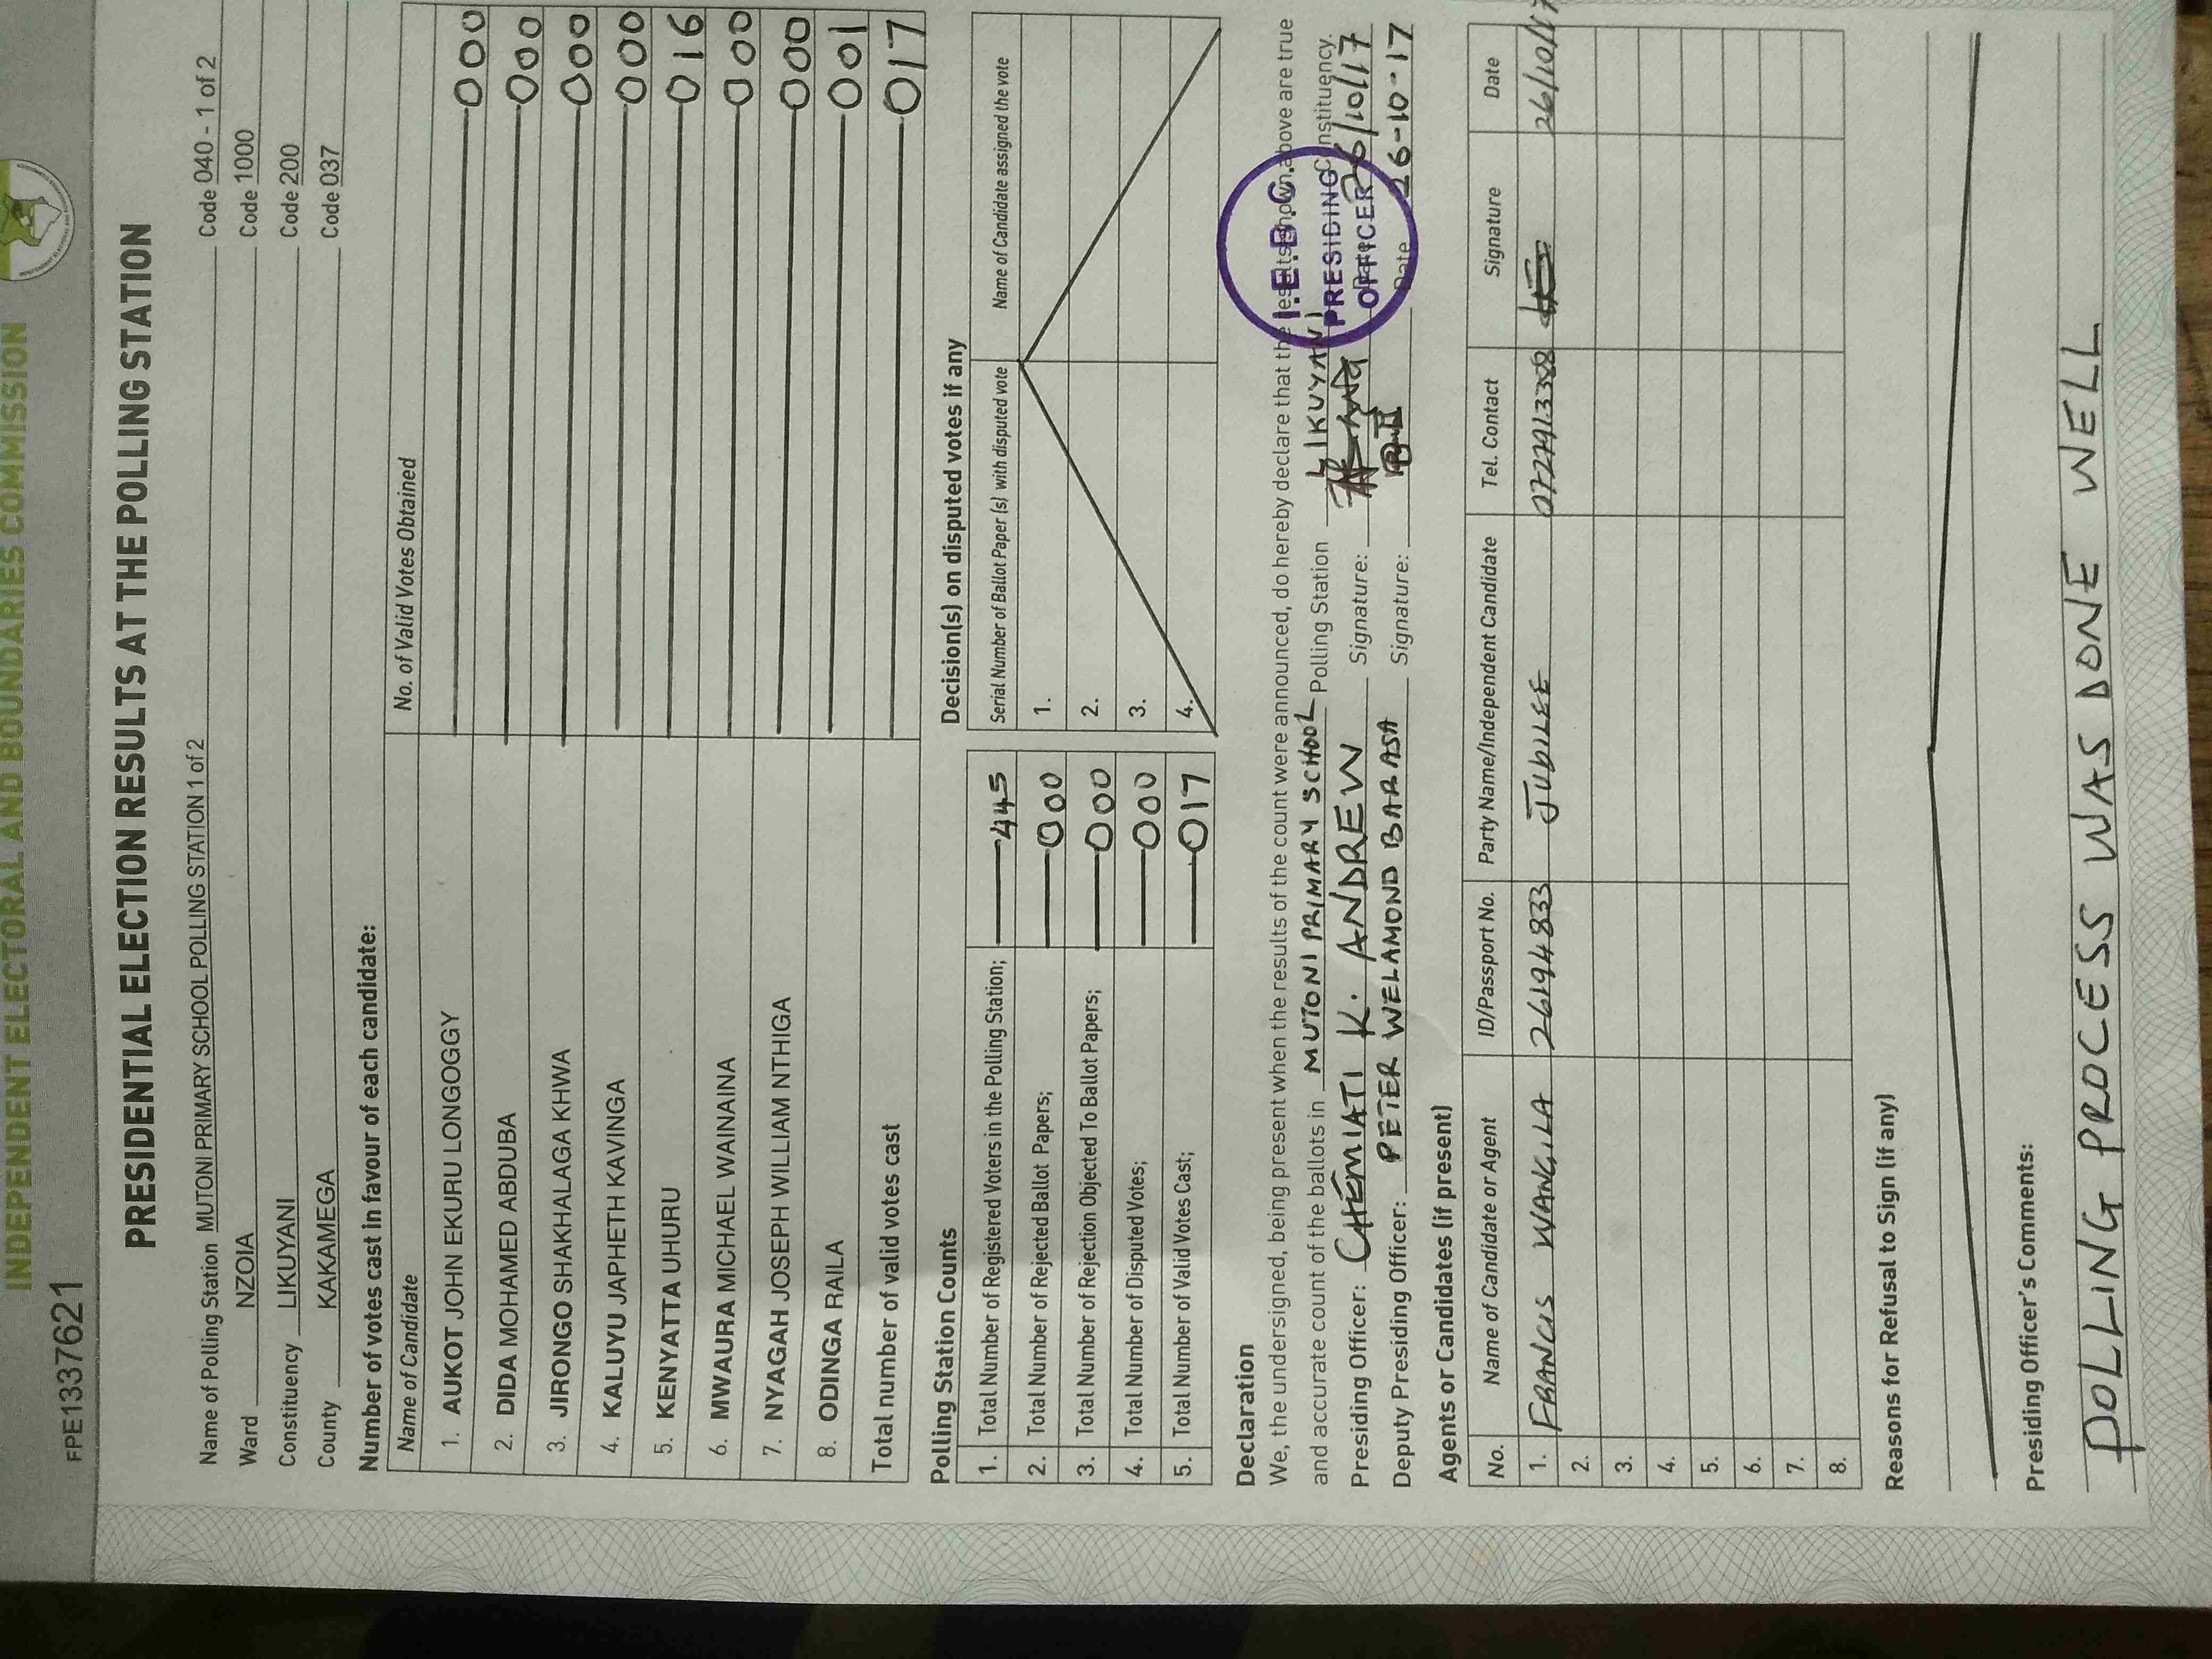 INDEPENDENT ELECTORAL AND BOUNDARIES COMMISSION
FPE1337621
PRESIDENTIAL ELECTION RESULTS AT THE POLLING STATION
Name of Polling Station MUTONI PRIMARY SCHOOL POLLING STATION 1 of 2 Code 040 - 1 of 2
Ward NZOIA Code 1000
Constituency LIKUYANI Code 200
County KAKAMEGA Code 037
Number of votes cast in favour of each candidate:
Name of Candidate No. of Valid Votes Obtained
1. AUKOT JOHN EKURU LONGOGGY 000
2. DIDA MOHAMED ABDUBA 000
3. JIRONGO SHAKHALAGA KHWA 000
4. KALUYU JAPHETH KAVINGA 000
5. KENYATTA UHURU 016
6. MWAURA MICHAEL WAINAINA 000
7. NYAGAH JOSEPH WILLIAM NTHIGA 000
8. ODINGA RAILA 001
Total number of valid votes cast 017
Polling Station Counts
1. Total Number of Registered Voters in the Polling Station; 445
2. Total Number of Rejected Ballot Papers; 000
3. Total Number of Rejection Objected To Ballot Papers; 000
4. Total Number of Disputed Votes; 000
5. Total Number of Valid Votes Cast; 017
Decision(s) on disputed votes if any
Serial Number of Ballot Paper (s) with disputed vote Name of Candidate assigned the vote
1.
2.
3.
4.
Declaration
We, the undersigned, being present when the results of the count were announced, do hereby declare that the results shown above are true
and accurate count of the ballots in MUTONI PRIMARY SCHOOL Polling Station LIKUYANI Constituency.
Presiding Officer: CHEMIATI K. ANDREW Signature: Date 26/10/17
Deputy Presiding Officer: PETER WELAMOND BARASA Signature: Date 26-10-17
I.E.B.C.
PRESIDING
OFFICER
Agents or Candidates (if present)
No. Name of Candidate or Agent ID/Passport No. Party Name/Independent Candidate Tel. Contact Signature Date
1. FRANCIS WANGILA 26194833 JUBILEE 0727913388 26/10/17
2.
3.
4.
5.
6.
7.
8.
Reasons for Refusal to Sign (if any)
Presiding Officer's Comments:
POLLING PROCESS WAS DONE WELL